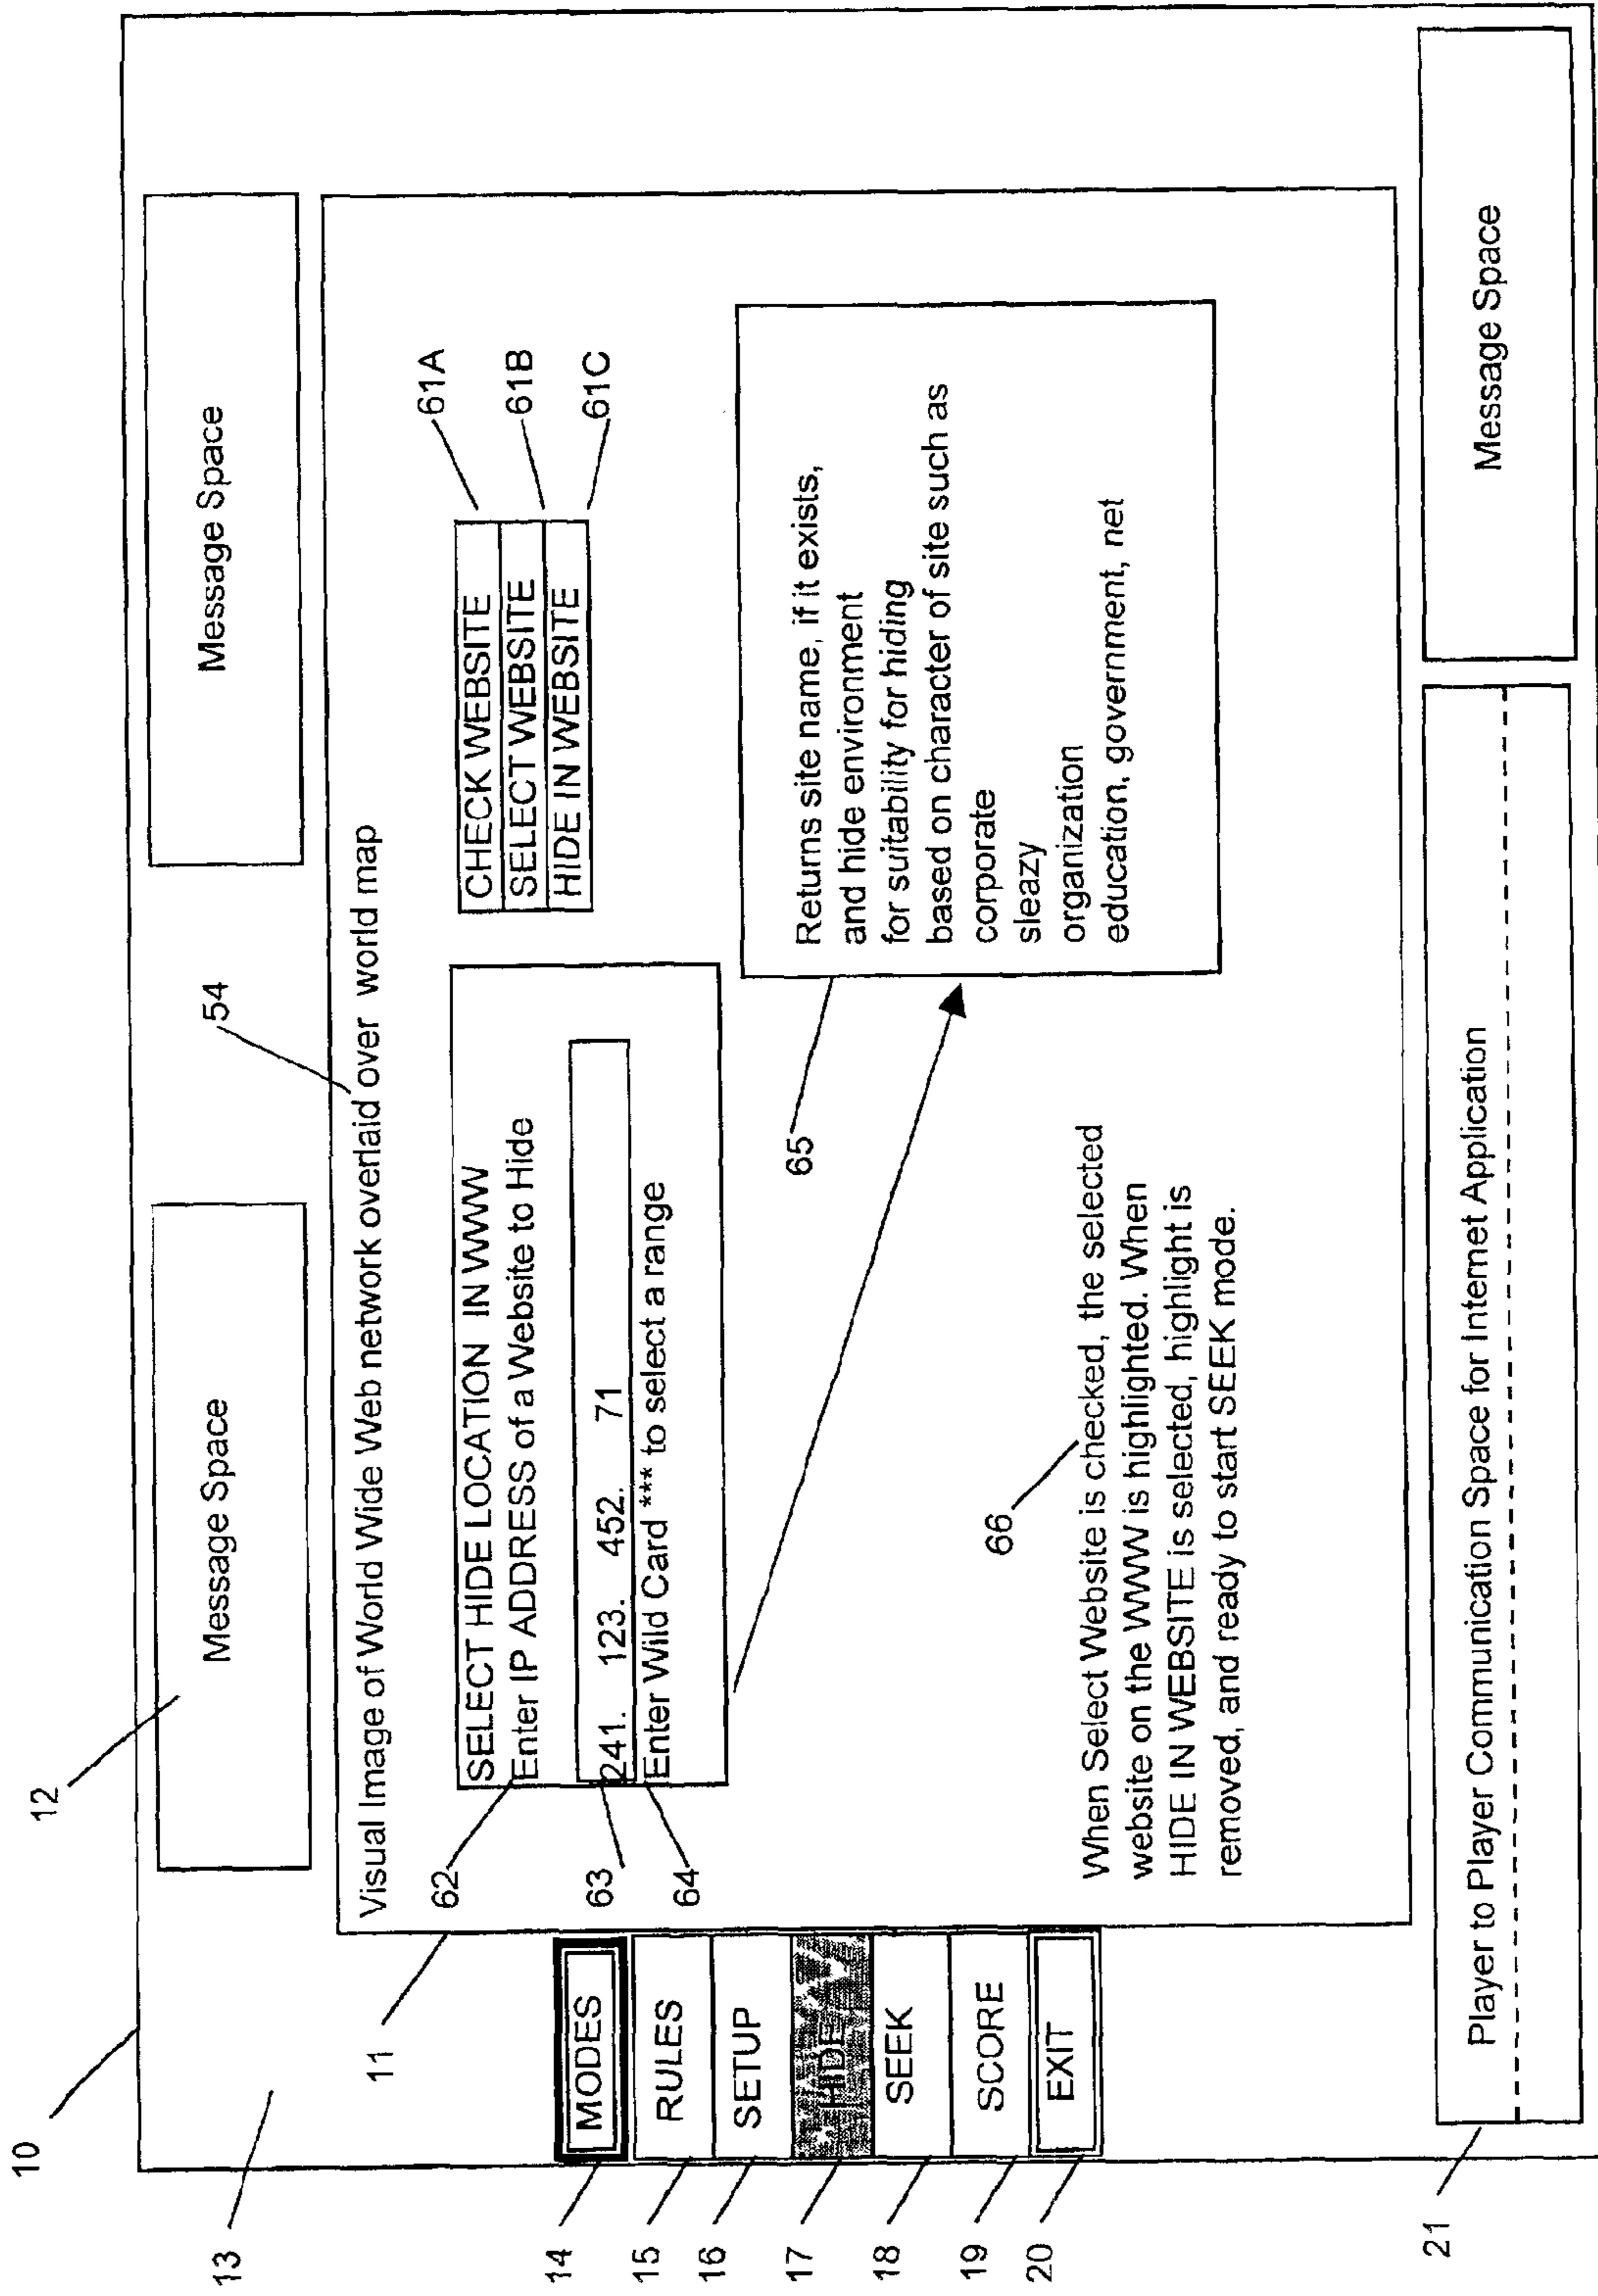 10
12
54
13
11
Message Space
Message Space
Visual Image of World Wide Web network overlaid over world map
62
SELECT HIDE LOCATION IN WWW
Enter IP ADDRESS of a Website to Hide
63
241. 123. 452. 71
64
Enter Wild Card *** to select a range
CHECK WEBSITE
61A
SELECT WEBSITE
61B
HIDE IN WEBSITE
61C
14
MODES
15
RULES
16
SETUP
17
HIDE
18
SEEK
19
SCORE
20
EXIT
65
Returns site name, if it exists,
and hide environment
for suitability for hiding
based on character of site such as
corporate
sleazy
organization
education, government, net
66
When Select Website is checked, the selected
website on the WWW is highlighted. When
HIDE IN WEBSITE is selected, highlight is
removed, and ready to start SEEK mode.
21
Player to Player Communication Space for Internet Application
Message Space